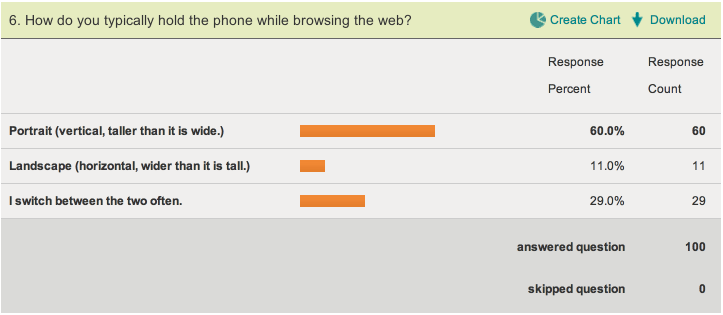 6. How do you typically hold the phone while browsing the web? Create Chart Download
Response Response
Percent Count
Portrait (vertical, taller than it is wide.) 60.0% 60
Landscape (horizontal, wider than it is tall.) 11.0% 11
I switch between the two often. 29.0% 29
answered question 100
skipped question 0